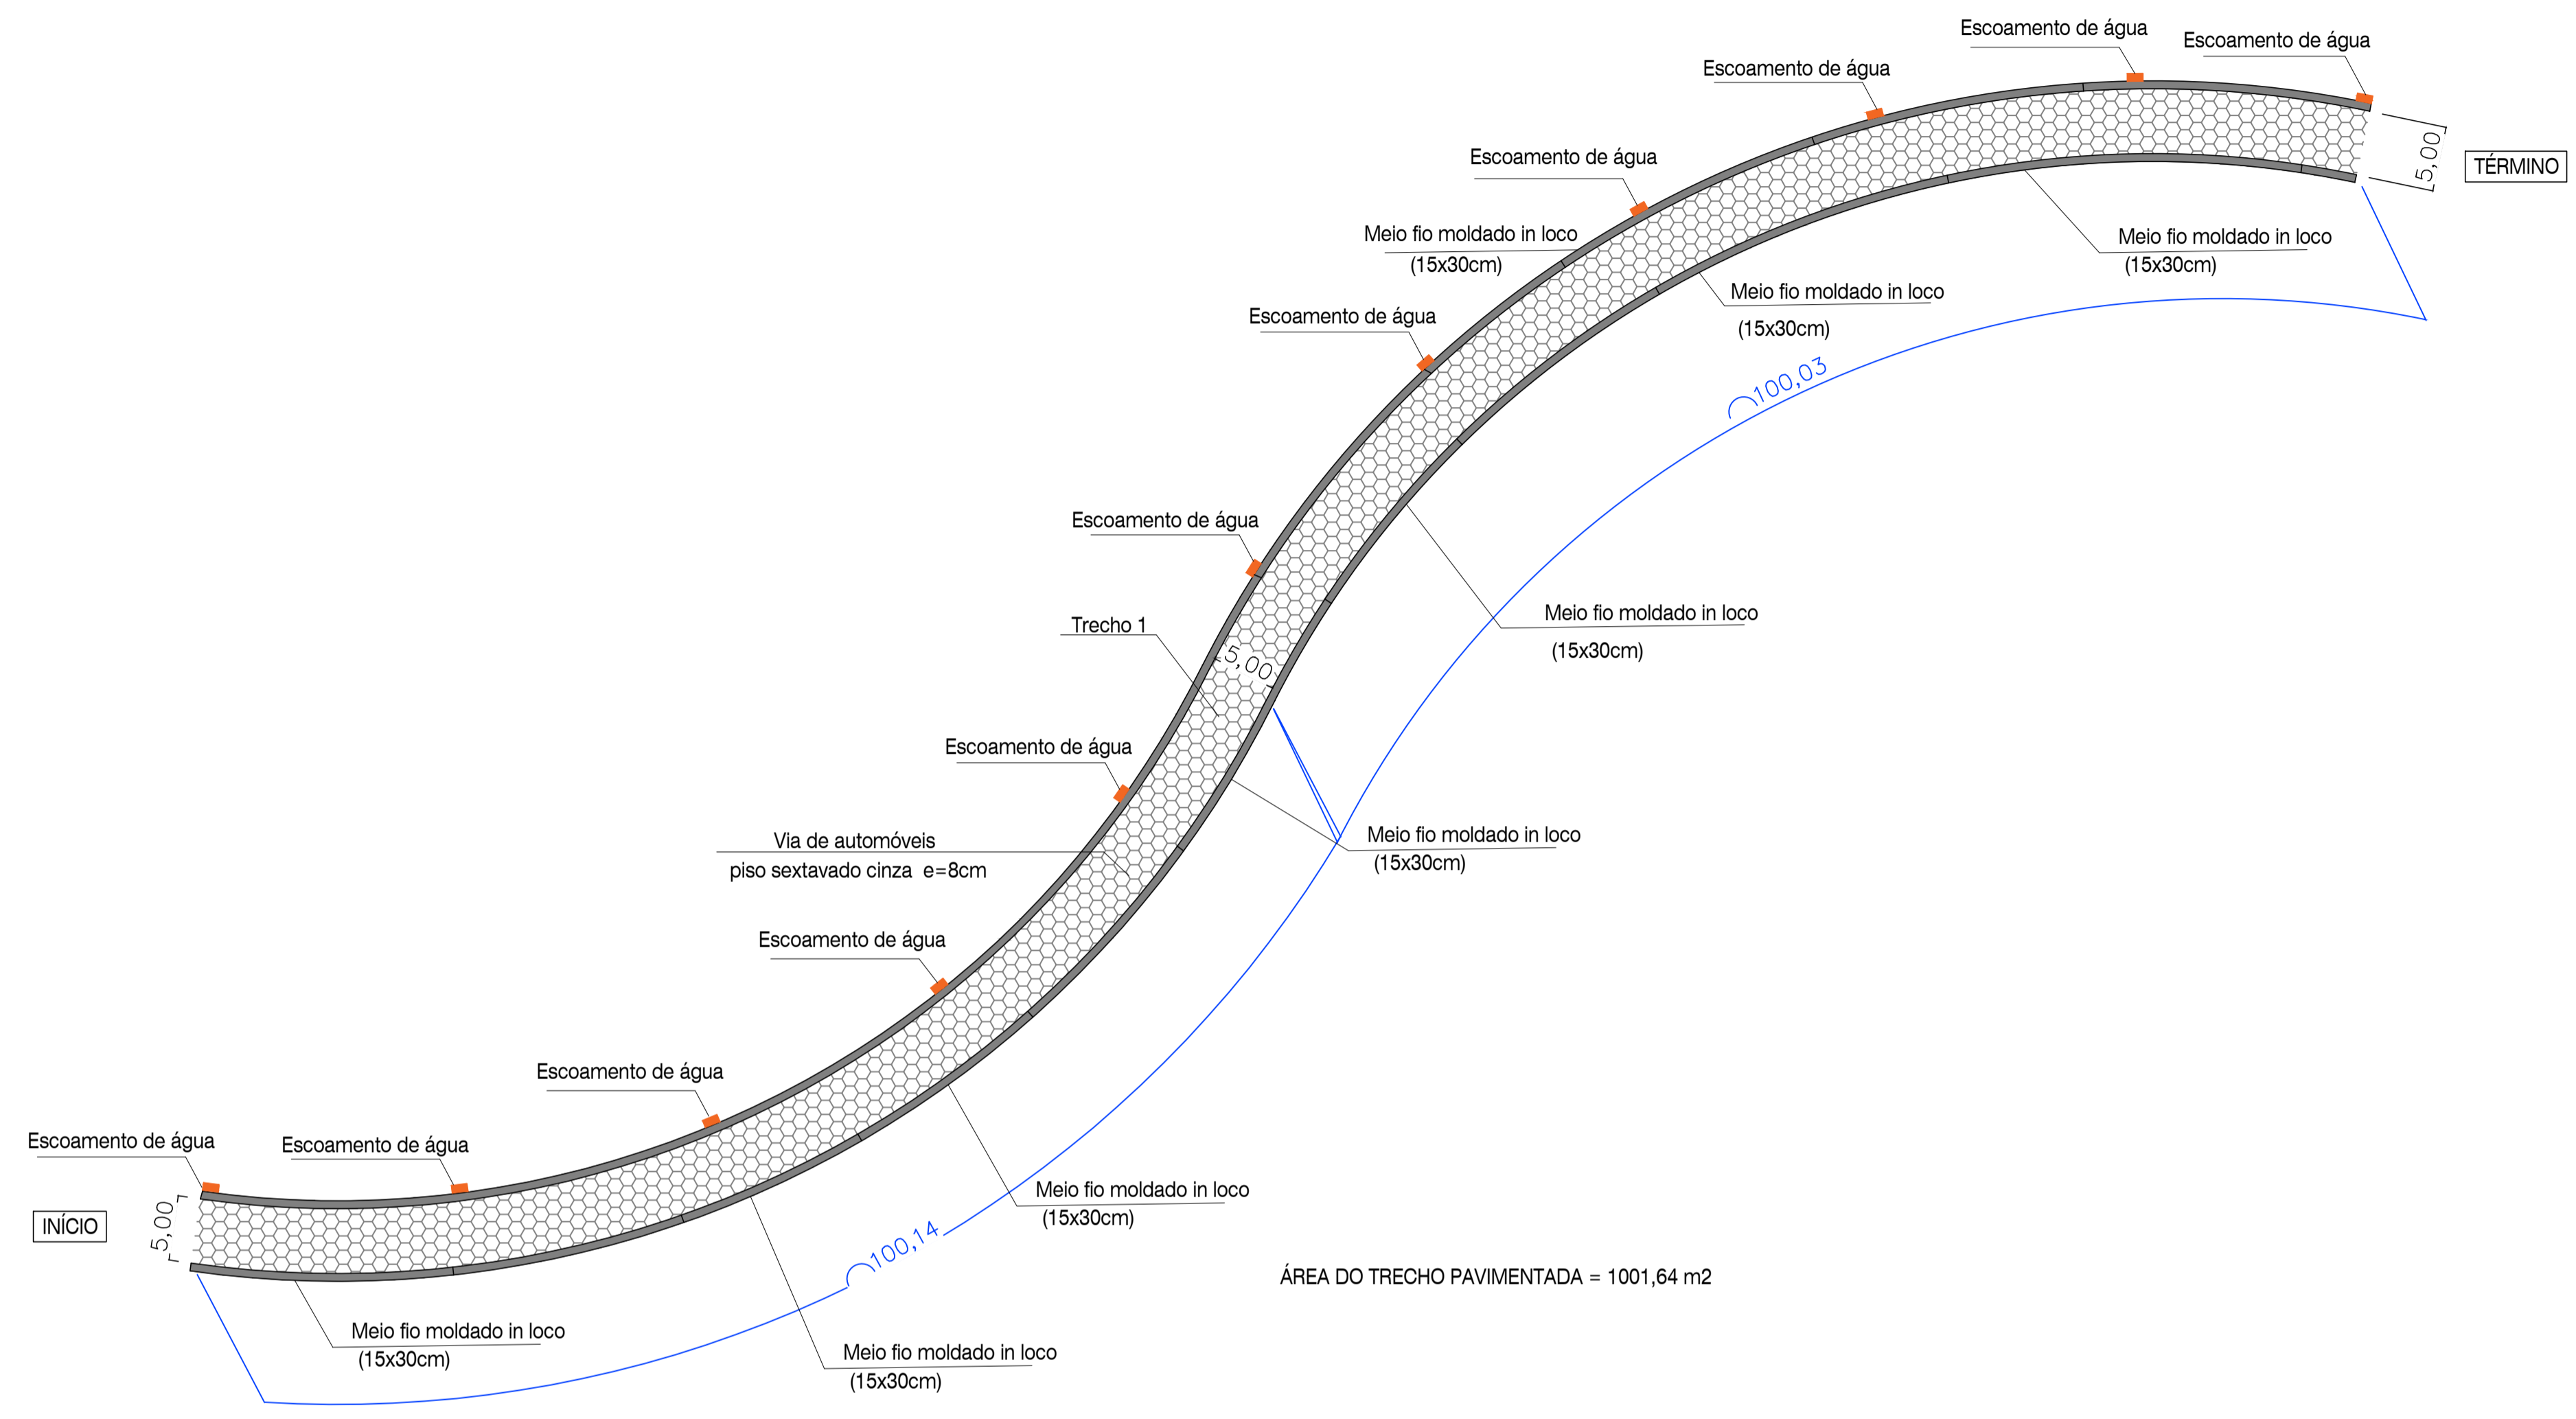 Escoamento de água
Escoamento de água
Escoamento de água
5,00
TÉRMINO
Escoamento de água
Meio fio moldado in loco
(15x30cm)
Meio fio moldado in loco
(15x30cm)
Meio fio moldado in loco
(15x30cm)
Escoamento de água
100,03
Escoamento de água
Trecho 1
5,00
Meio fio moldado in loco
(15x30cm)
Escoamento de água
Via de automóveis
piso sextavado cinza e=8cm
Meio fio moldado in loco
(15x30cm)
Escoamento de água
Escoamento de água
Escoamento de água
Escoamento de água
5,00
INÍCIO
Meio fio moldado in loco
(15x30cm)
100,14
ÁREA DO TRECHO PAVIMENTADA = 1001,64 m2
Meio fio moldado in loco
(15x30cm)
Meio fio moldado in loco
(15x30cm)